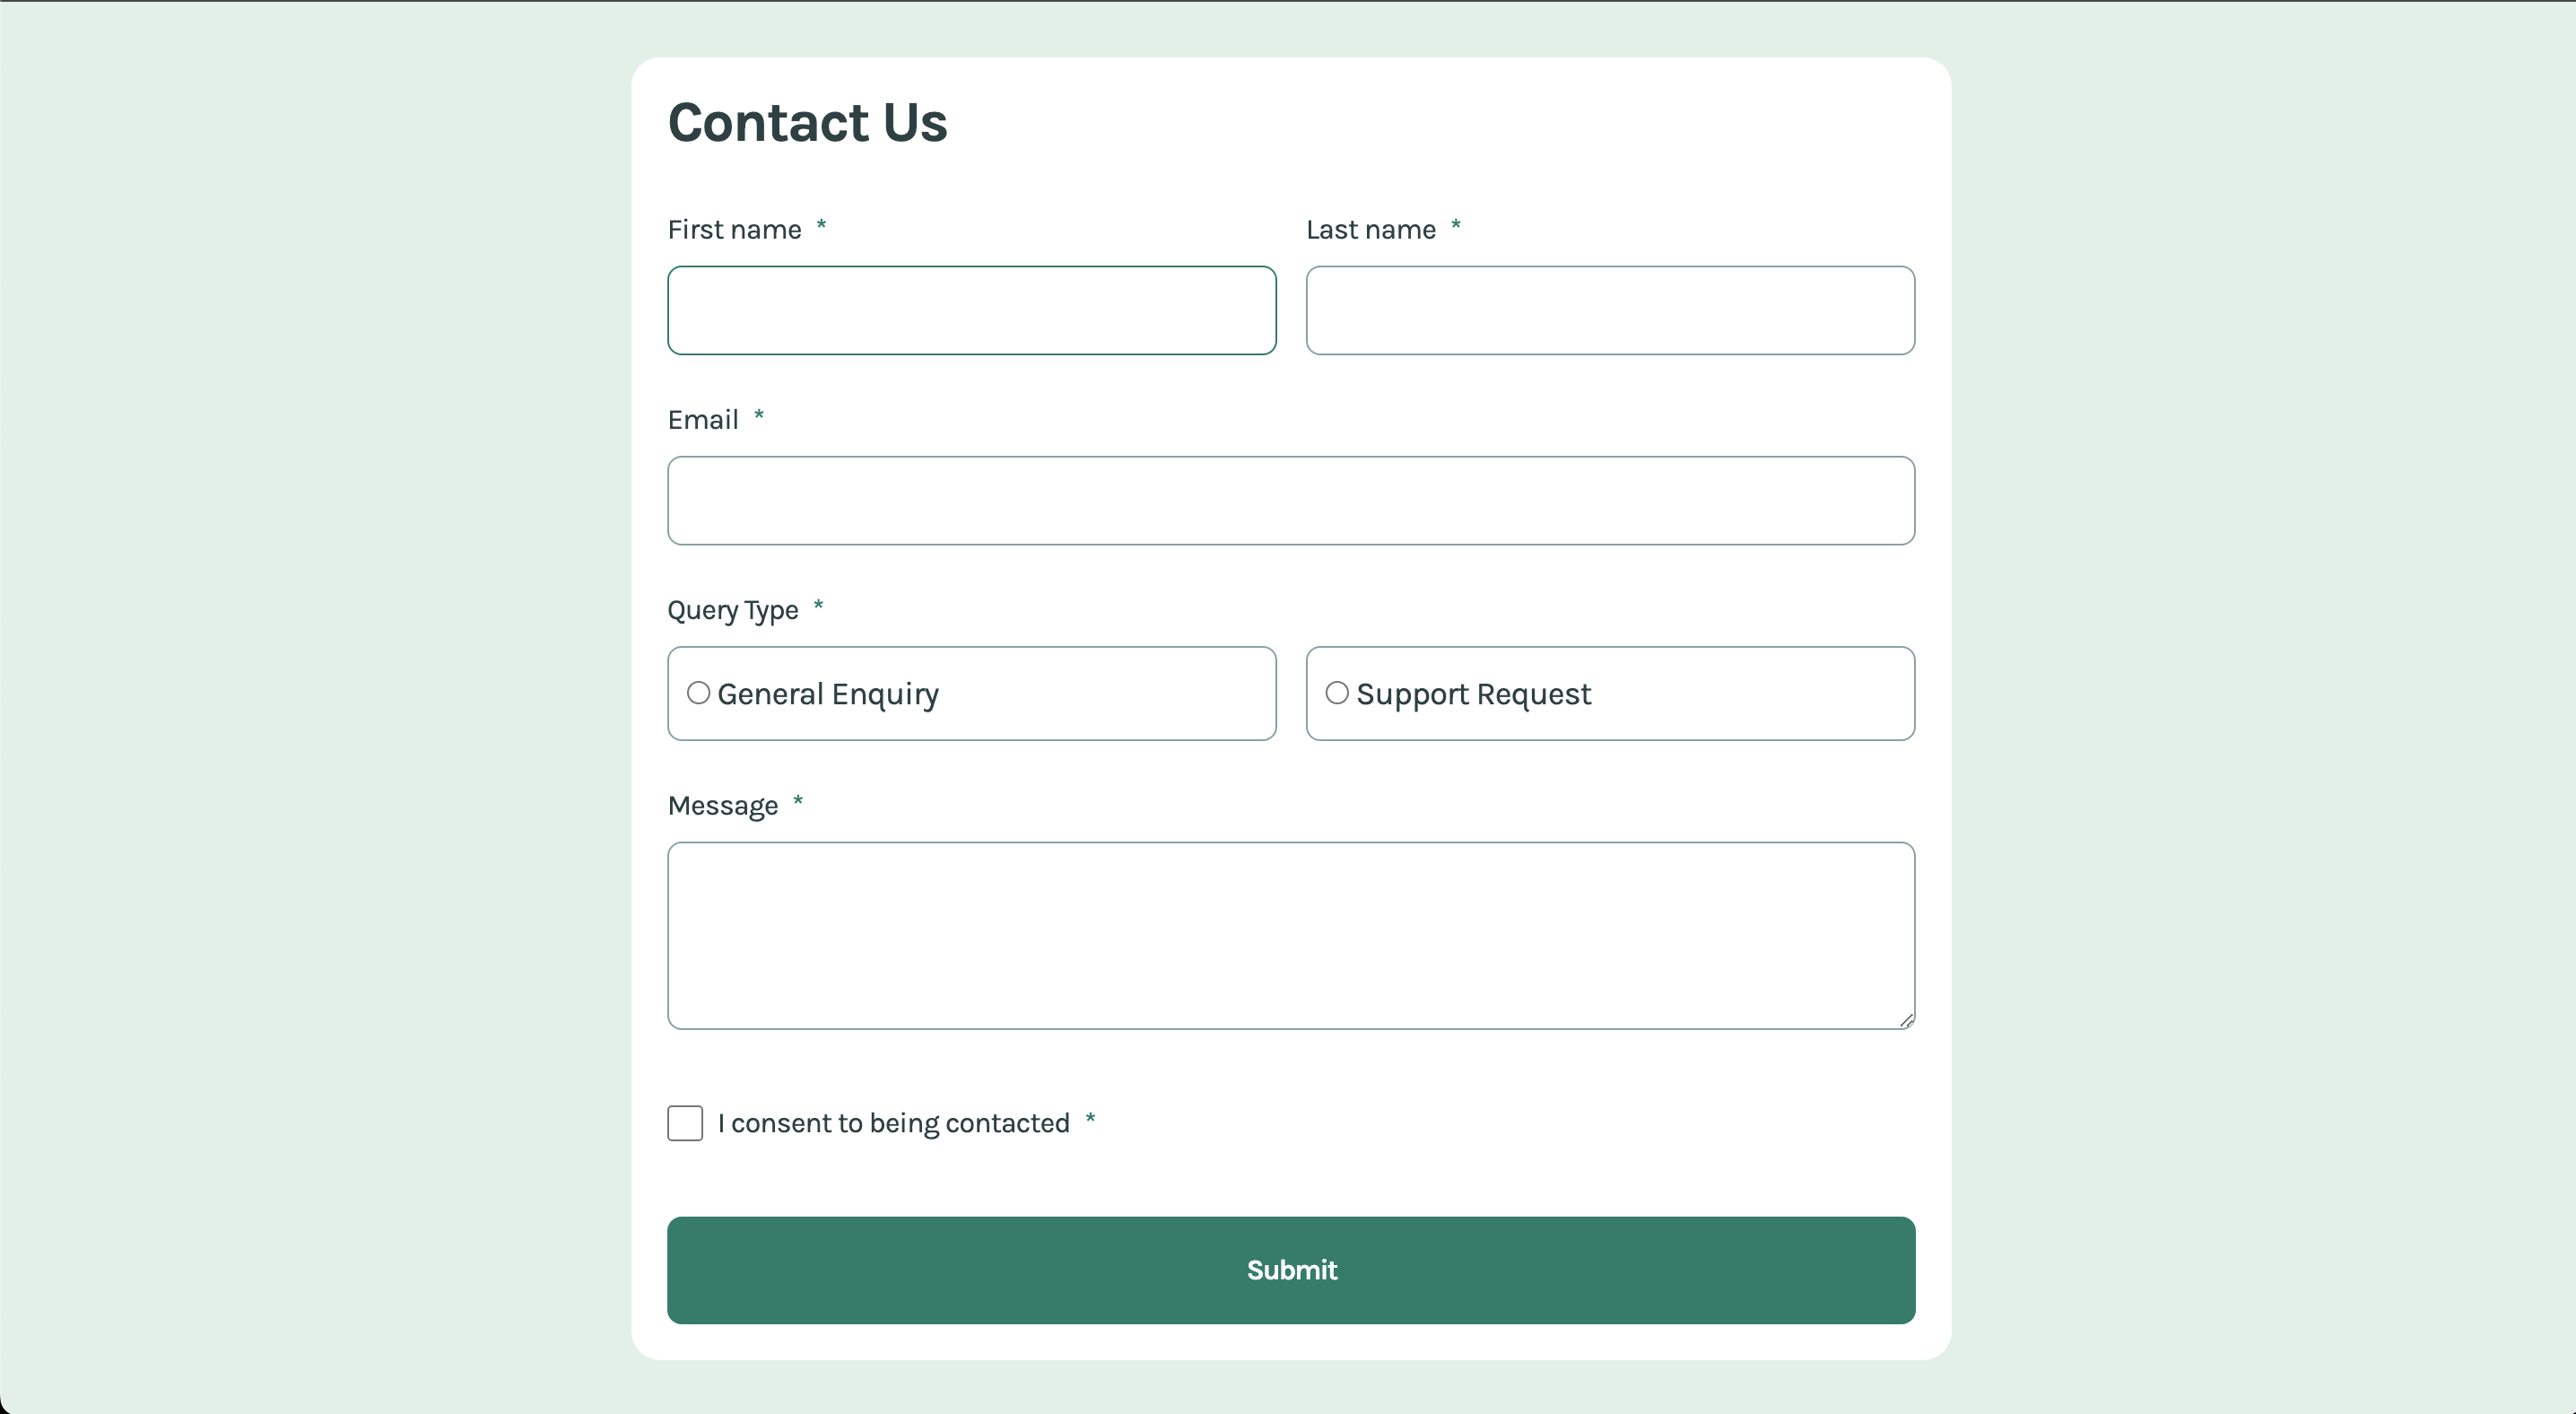 Contact Us
First name *
Last name *
Email *
Query Type *
General Enquiry
Support Request
Message *
I consent to being contacted *
Submit